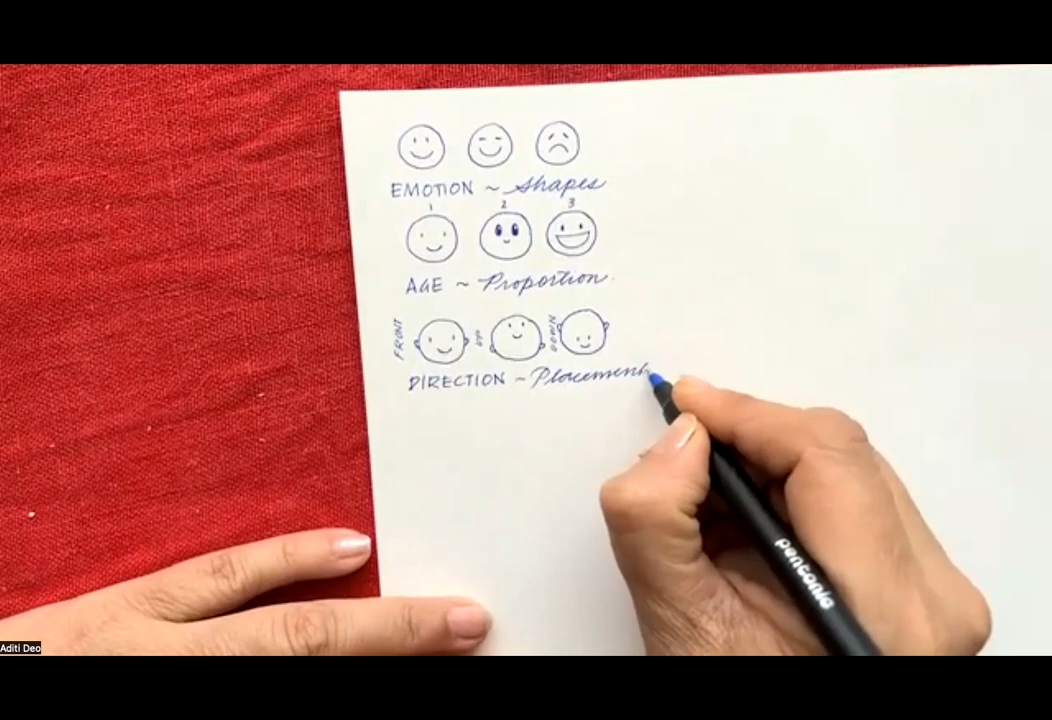 EMOTION ~ Shapes
1 2 3
AGE ~ Proportion.
FRONT UP DOWN
DIRECTION ~ Placement
pentonic
Aditi Deo